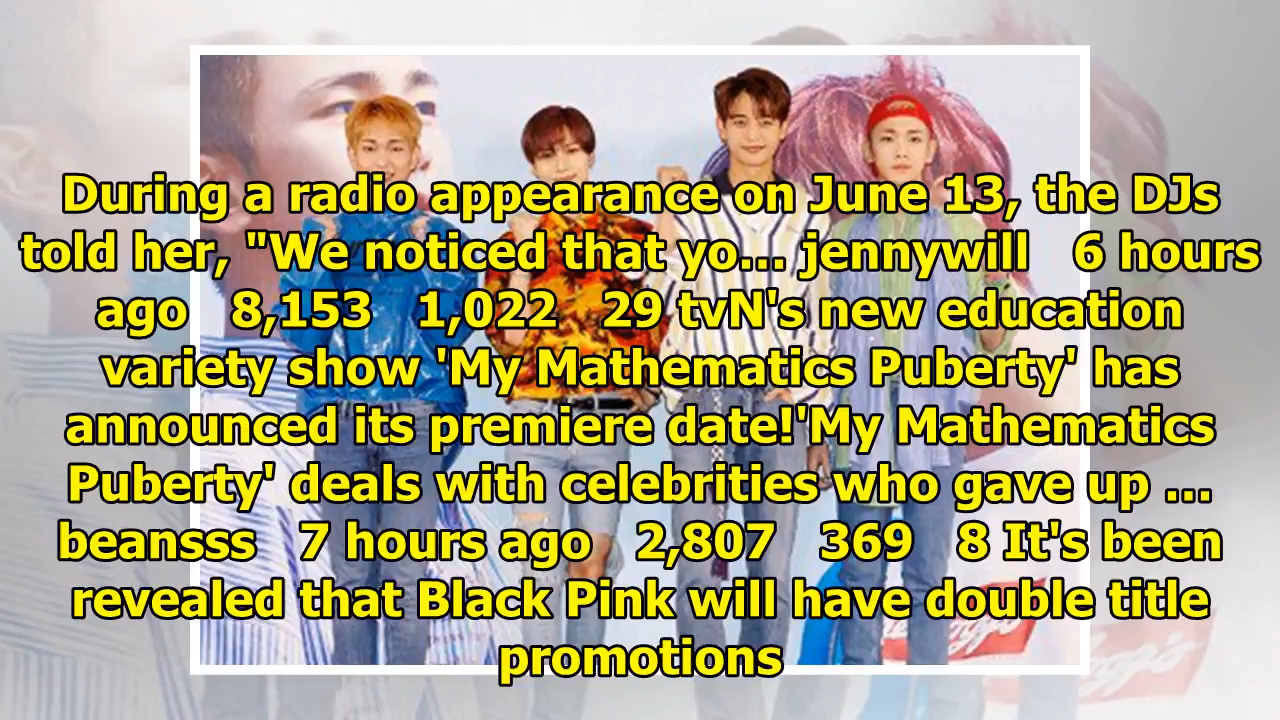 During a radio appearance on June 13, the DJs
told her, "We noticed that yo... jennywill   6 hours
ago   8,153   1,022   29 tvN's new education
variety show 'My Mathematics Puberty' has
announced its premiere date!'My Mathematics
Puberty' deals with celebrities who gave up ...
beansss   7 hours ago   2,807   369   8 It's been
revealed that Black Pink will have double title
promotions